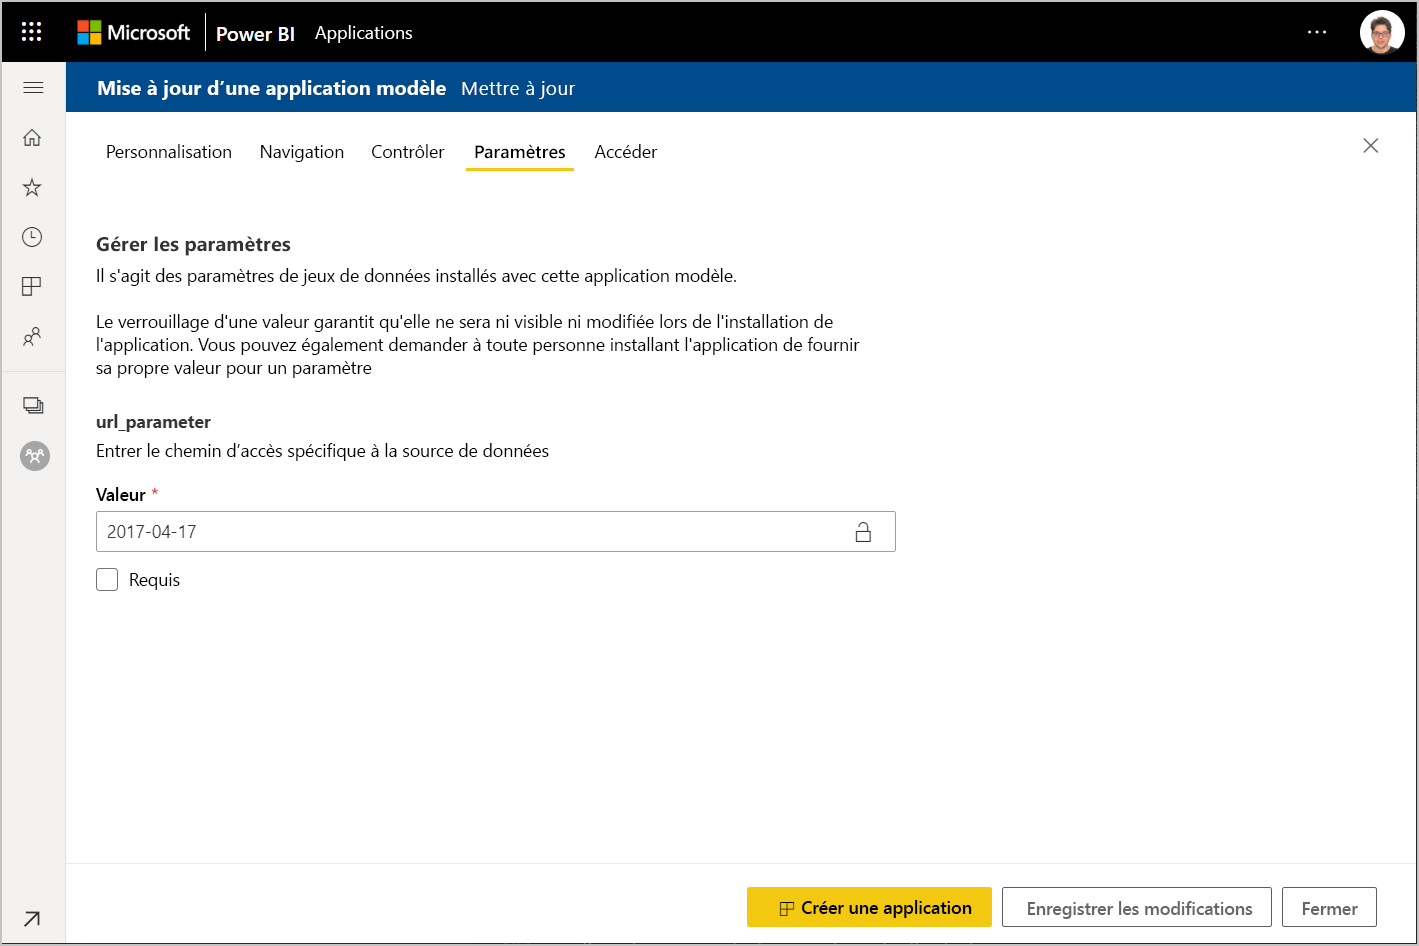 Microsoft Power BI Applications
Mise à jour d’une application modèle Mettre à jour
Personnalisation Navigation Contrôler Paramètres Accéder
Gérer les paramètres
Il s'agit des paramètres de jeux de données installés avec cette application modèle.
Le verrouillage d'une valeur garantit qu'elle ne sera ni visible ni modifiée lors de l'installation de
l'application. Vous pouvez également demander à toute personne installant l'application de fournir
sa propre valeur pour un paramètre
url_parameter
Entrer le chemin d’accès spécifique à la source de données
Valeur *
2017-04-17
Requis
Créer une application Enregistrer les modifications Fermer